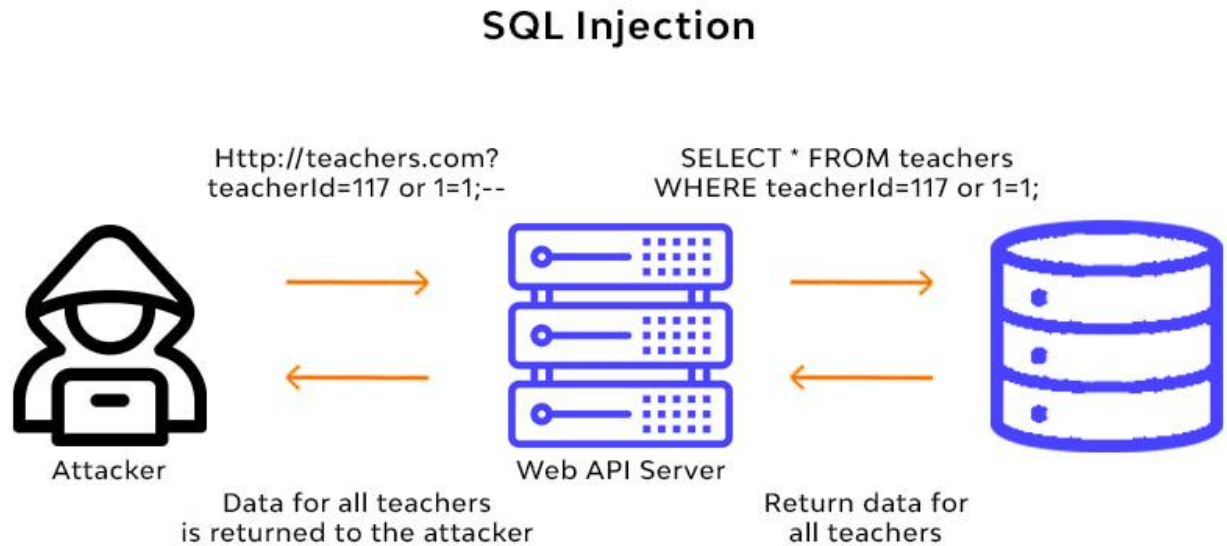 SQL Injection
Http://teachers.com?
teacherId=117 or 1=1;--
SELECT * FROM teachers
WHERE teacherId=117 or 1=1;
Attacker
Web API Server
Data for all teachers
is returned to the attacker
Return data for
all teachers